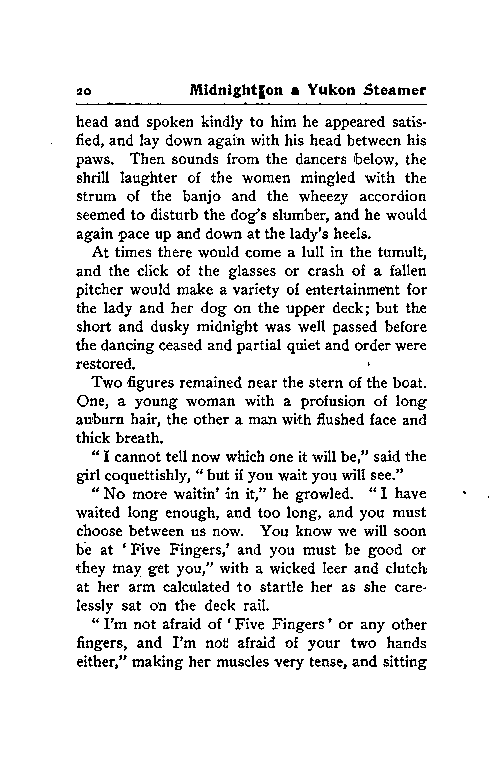 20 Midnight on a Yukon Steamer
head and spoken kindly to him he appeared satis-
fied, and lay down again with his head between his
paws. Then sounds from the dancers below, the
shrill laughter of the women mingled with the
strum of the banjo and the wheezy accordion
seemed to disturb the dog's slumber, and he would
again pace up and down at the lady's heels.
At times there would come a lull in the tumult,
and the click of the glasses or crash of a fallen
pitcher would make a variety of entertainment for
the lady and her dog on the upper deck; but the
short and dusky midnight was well passed before
the dancing ceased and partial quiet and order were
restored.
Two figures remained near the stern of the boat.
One, a young woman with a profusion of long
auburn hair, the other a man with flushed face and
thick breath.
"I cannot tell now which one it will be," said the
girl coquettishly, "but if you wait you will see."
"No more waitin' in it," he growled. "I have
waited long enough, and too long, and you must
choose between us now. You know we will soon
be at 'Five Fingers,' and you must be good or
they may get you," with a wicked leer and clutch
at her arm calculated to startle her as she care-
lessly sat on the deck rail.
"I'm not afraid of 'Five Fingers' or any other
fingers, and I'm not afraid of your two hands
either," making her muscles very tense, and sitting